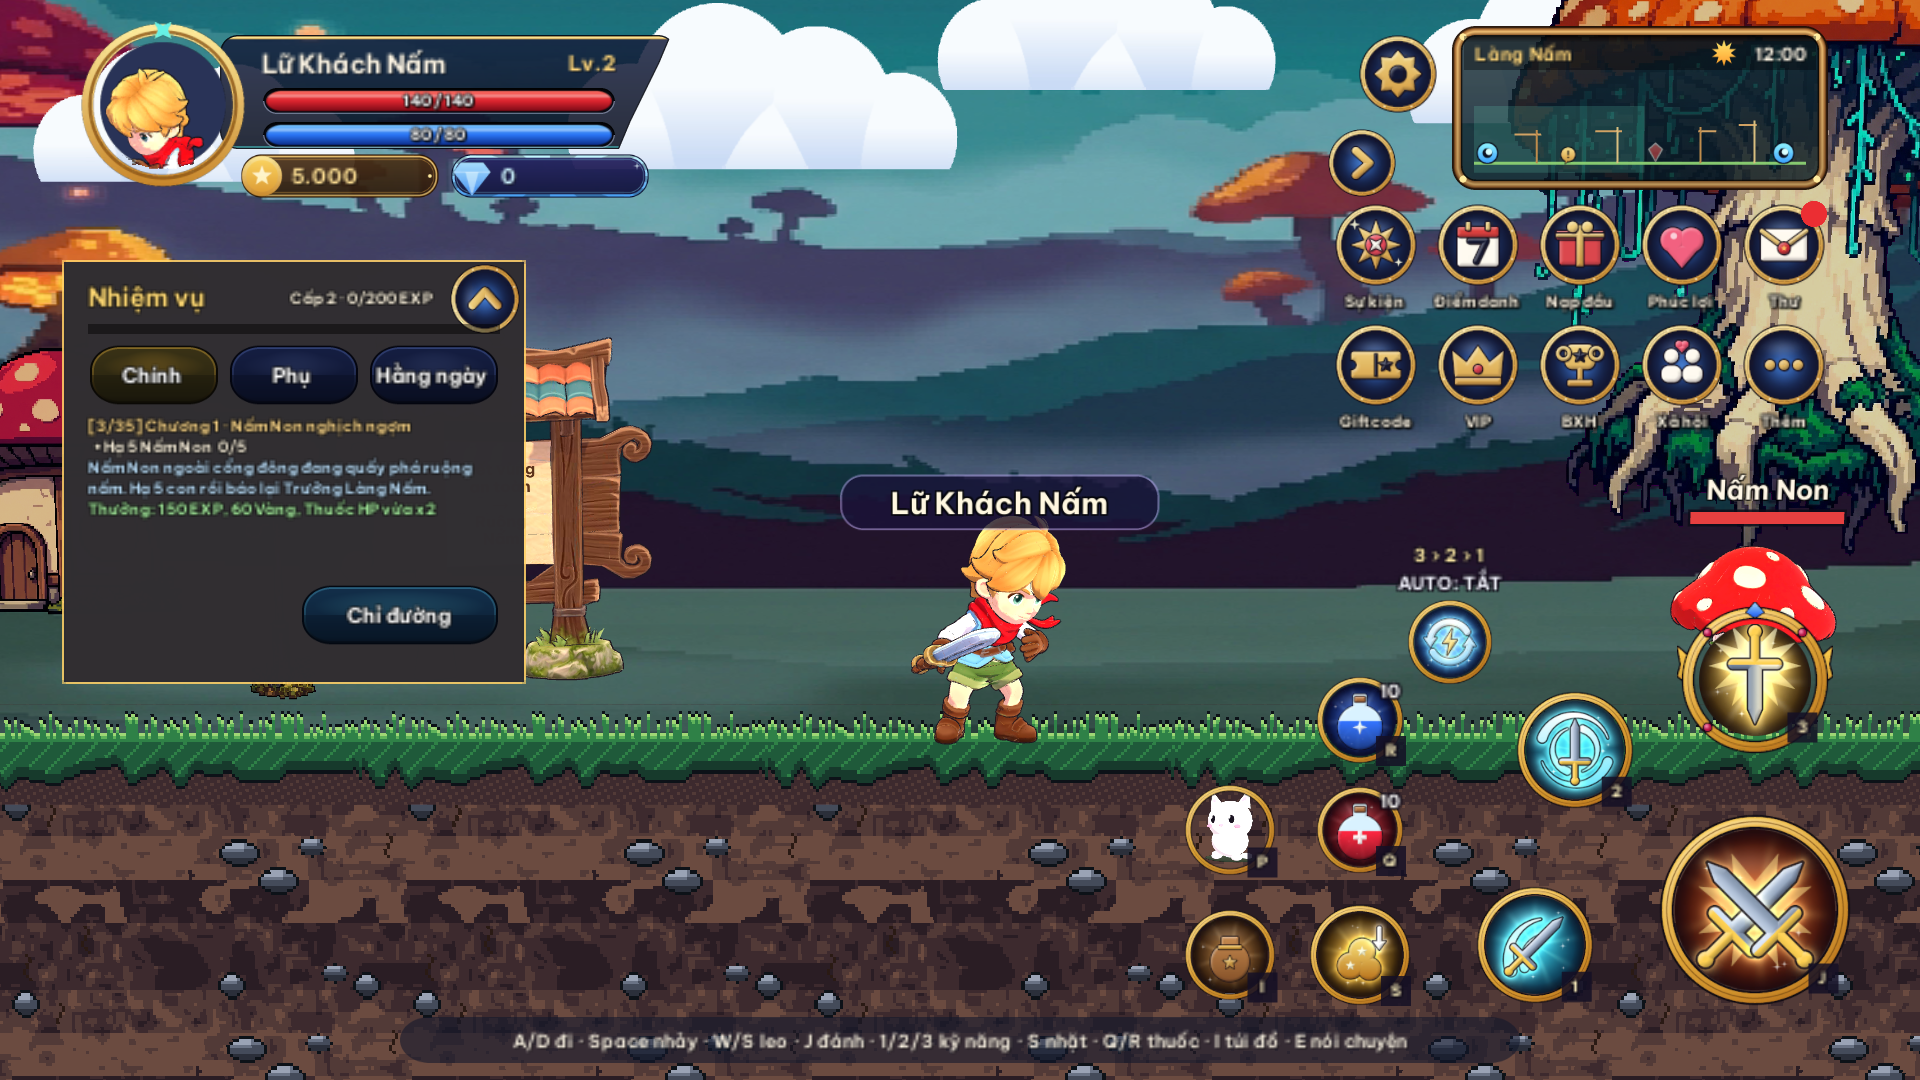 Lữ Khách Nấm
Lv.2
140/140
80/80
5.000
0
Làng Nấm
12:00
7
Sự kiện
Điểm danh
Nạp đầu
Phúc lợi
Thư
Giftcode
VIP
BXH
Xã hội
Thêm
Nhiệm vụ
Cấp 2 · 0/200 EXP
Chính
Phụ
Hằng ngày
[3/35] Chương 1 · Nấm Non nghịch ngợm
• Hạ 5 Nấm Non 0/5
Nấm Non ngoài cổng đông đang quấy phá ruộng
nấm. Hạ 5 con rồi báo lại Trưởng Làng Nấm.
Thưởng: 150 EXP, 60 Vàng, Thuốc HP vừa x2
Chỉ đường
Lữ Khách Nấm
Nấm Non
3 › 2 › 1
AUTO: TẮT
10
R
3
2
10
P
Q
I
S
1
J
A/D đi · Space nhảy · W/S leo · J đánh · 1/2/3 kỹ năng · S nhặt · Q/R thuốc · I túi đồ · E nói chuyện